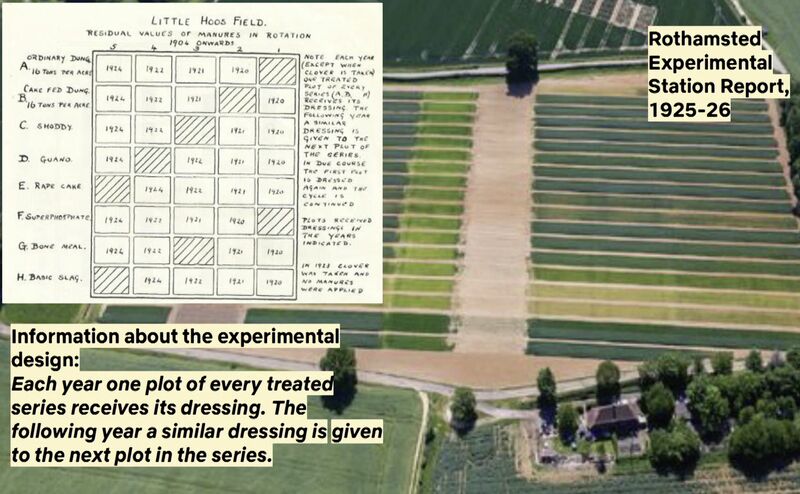 LITTLE HOOS FIELD.
RESIDUAL VALUES OF MANURES IN ROTATION
1904 ONWARDS
5 4 3 2 1
A ORDINARY DUNG
16 TONS PER ACRE 1924 1922 1921 1920
B CAKE FED DUNG.
16 TONS PER ACRE. 1924 1922 1921 1920
C. SHODDY. 1924 1922 1921 1920
D. GUANO. 1924 1922 1921 1920
E. RAPE CAKE 1924 1922 1921 1920
F. SUPERPHOSPHATE. 1924 1922 1921 1920
G. BONE MEAL. 1924 1922 1921 1920
H. BASIC SLAG. 1924 1922 1921 1920
NOTE EACH YEAR
(EXCEPT WHEN
CLOVER IS TAKEN)
ONE TREATED
PLOT OF EVERY
SERIES (A.B.
RECEIVES ITS
DRESSING. THE
FOLLOWING YEAR
A SIMILAR
DRESSING IS
GIVEN TO THE
NEXT PLOT OF
THE SERIES.
IN DUE COURSE
THE FIRST PLOT
IS DRESSED
AGAIN AND THE
CYCLE IS
CONTINUED
PLOTS RECEIVED
DRESSINGS IN
THE YEARS
INDICATED.
IN 1923 CLOVER
WAS TAKEN AND
NO MANURES
WERE APPLIED
Rothamsted
Experimental
Station Report,
1925-26
Information about the experimental
design:
Each year one plot of every treated
series receives its dressing. The
following year a similar dressing is given
to the next plot in the series.